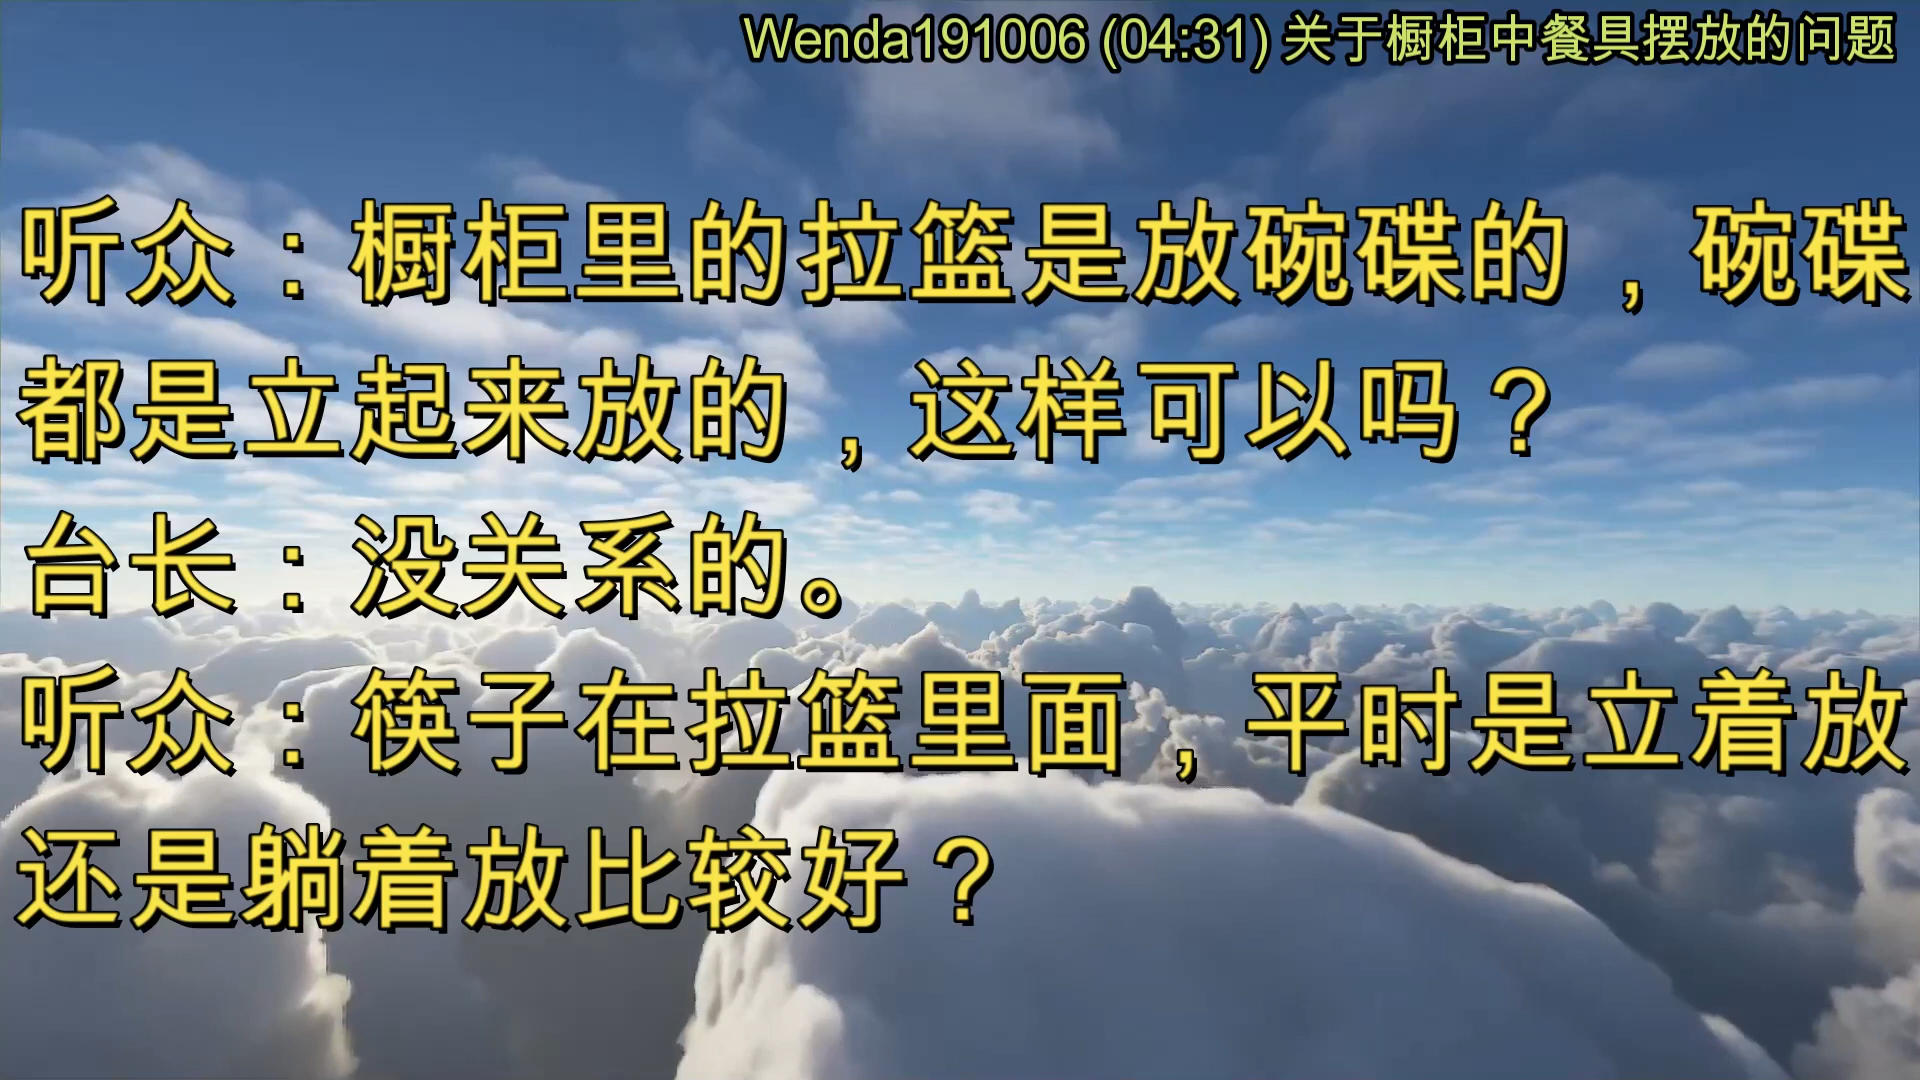 Wenda191006 (04:31) 关于橱柜中餐具摆放的问题
听众：橱柜里的拉篮是放碗碟的，碗碟
都是立起来放的，这样可以吗？
台长：没关系的。
听众：筷子在拉篮里面，平时是立着放
还是躺着放比较好？